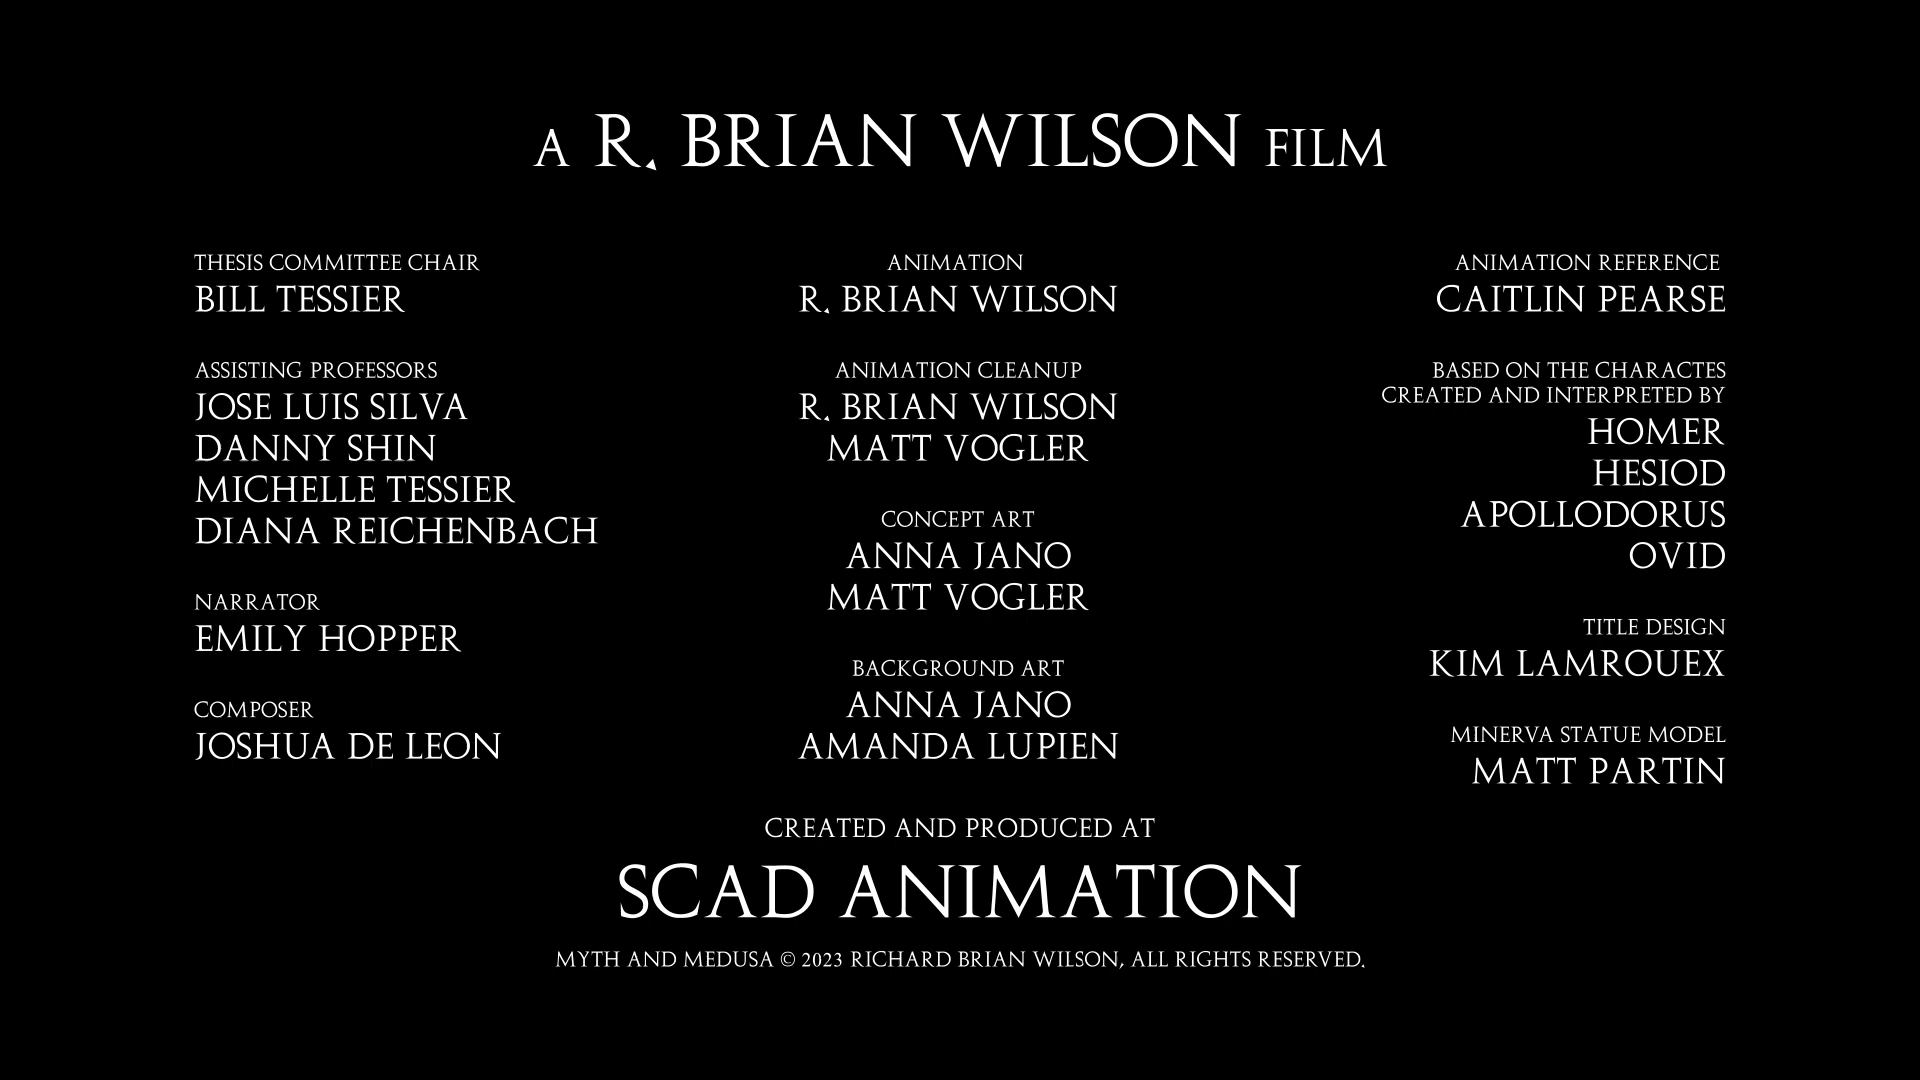 A R. BRIAN WILSON FILM
THESIS COMMITTEE CHAIR
BILL TESSIER
ASSISTING PROFESSORS
JOSE LUIS SILVA
DANNY SHIN
MICHELLE TESSIER
DIANA REICHENBACH
NARRATOR
EMILY HOPPER
COMPOSER
JOSHUA DE LEON
ANIMATION
R. BRIAN WILSON
ANIMATION CLEANUP
R. BRIAN WILSON
MATT VOGLER
CONCEPT ART
ANNA JANO
MATT VOGLER
BACKGROUND ART
ANNA JANO
AMANDA LUPIEN
ANIMATION REFERENCE
CAITLIN PEARSE
BASED ON THE CHARACTES
CREATED AND INTERPRETED BY
HOMER
HESIOD
APOLLODORUS
OVID
TITLE DESIGN
KIM LAMROUEX
MINERVA STATUE MODEL
MATT PARTIN
CREATED AND PRODUCED AT
SCAD ANIMATION
MYTH AND MEDUSA © 2023 RICHARD BRIAN WILSON, ALL RIGHTS RESERVED.